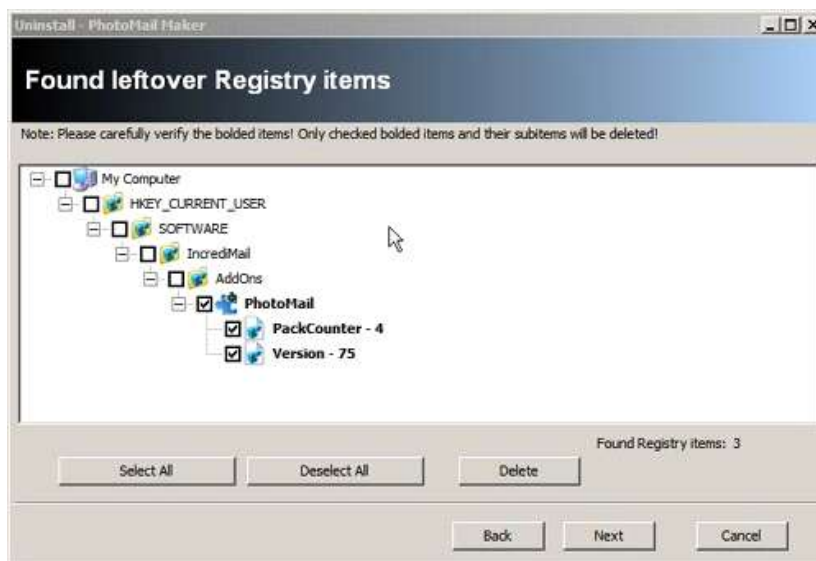 Uninstall - PhotoMail Maker
Found leftover Registry items
Note: Please carefully verify the bolded items! Only checked bolded items and their subitems will be deleted!
My Computer
HKEY_CURRENT_USER
SOFTWARE
IncrediMail
AddOns
PhotoMail
PackCounter - 4
Version - 75
Found Registry items: 3
Select All Deselect All Delete
Back Next Cancel